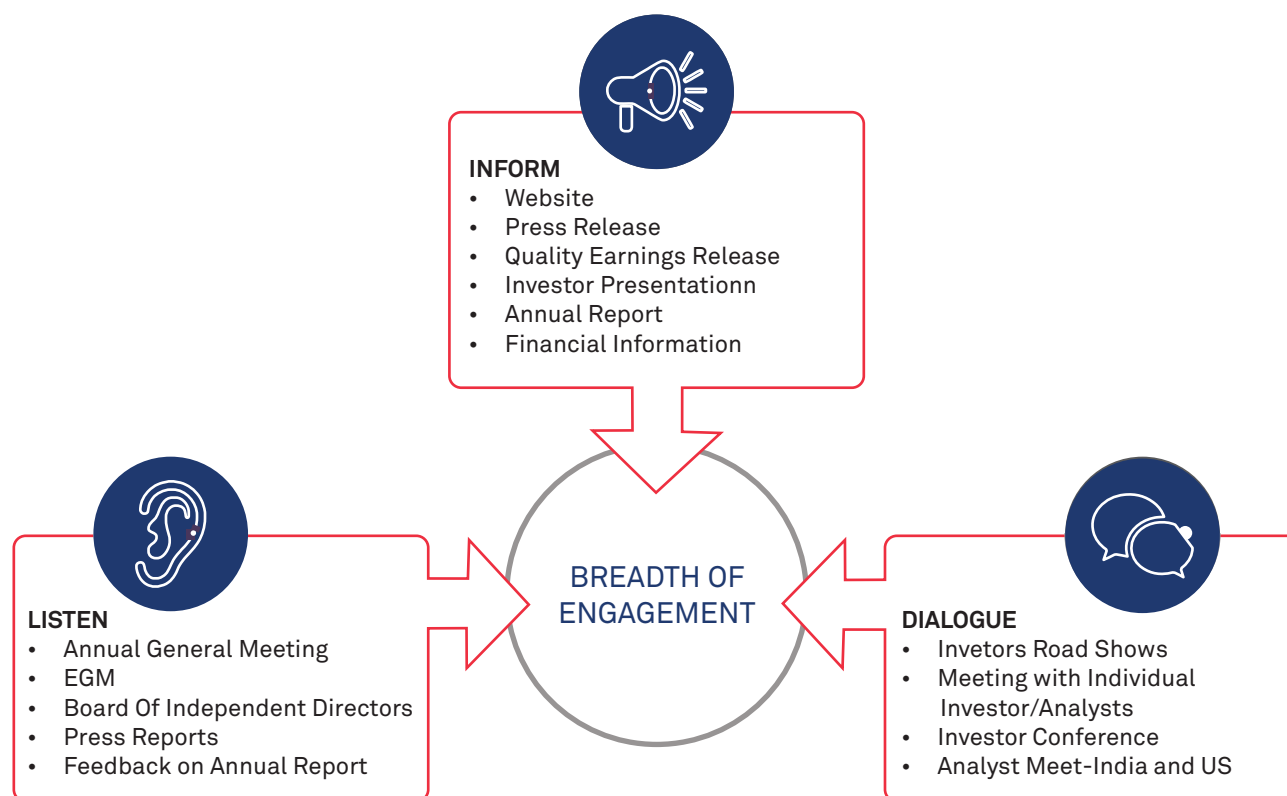 INFORM
• Website
• Press Release
• Quality Earnings Release
• Investor Presentationn
• Annual Report
• Financial Information
BREADTH OF
ENGAGEMENT
LISTEN
• Annual General Meeting
• EGM
• Board Of Independent Directors
• Press Reports
• Feedback on Annual Report
DIALOGUE
• Invetors Road Shows
• Meeting with Individual
Investor/Analysts
• Investor Conference
• Analyst Meet-India and US